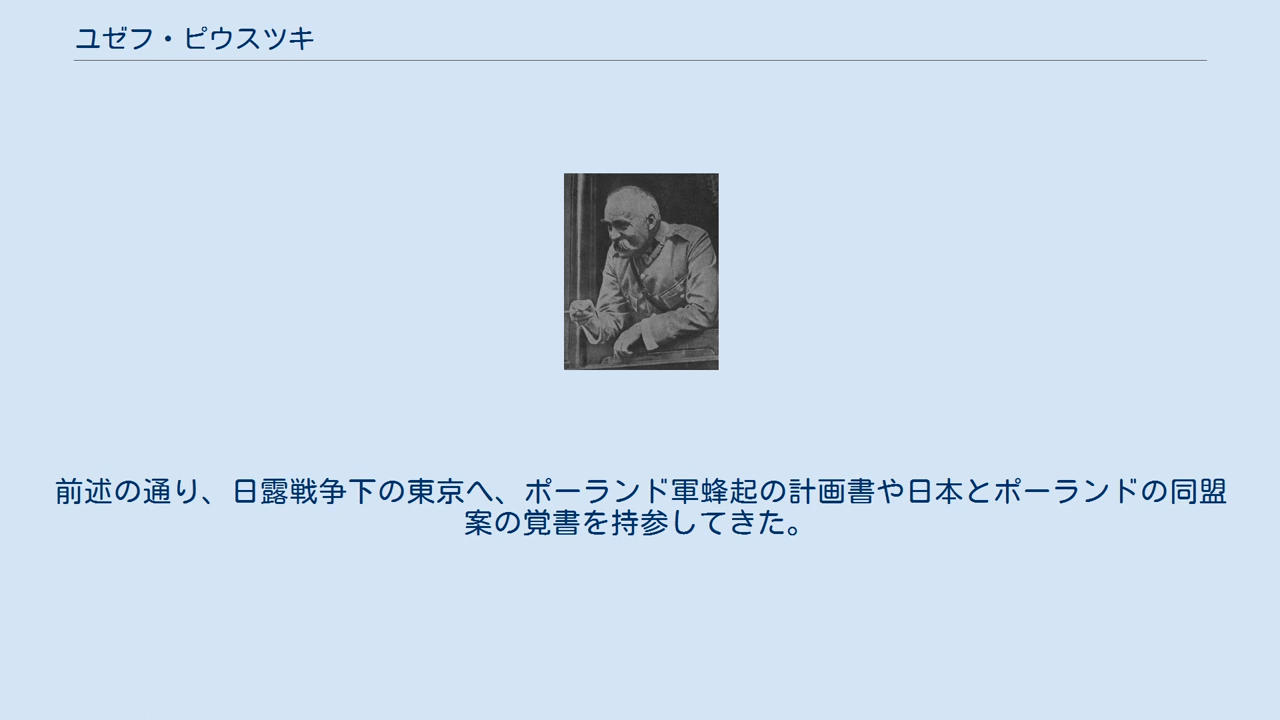 ユゼフ・ピウスツキ
前述の通り、日露戦争下の東京へ、ポーランド軍蜂起の計画書や日本とポーランドの同盟
案の覚書を持参してきた。